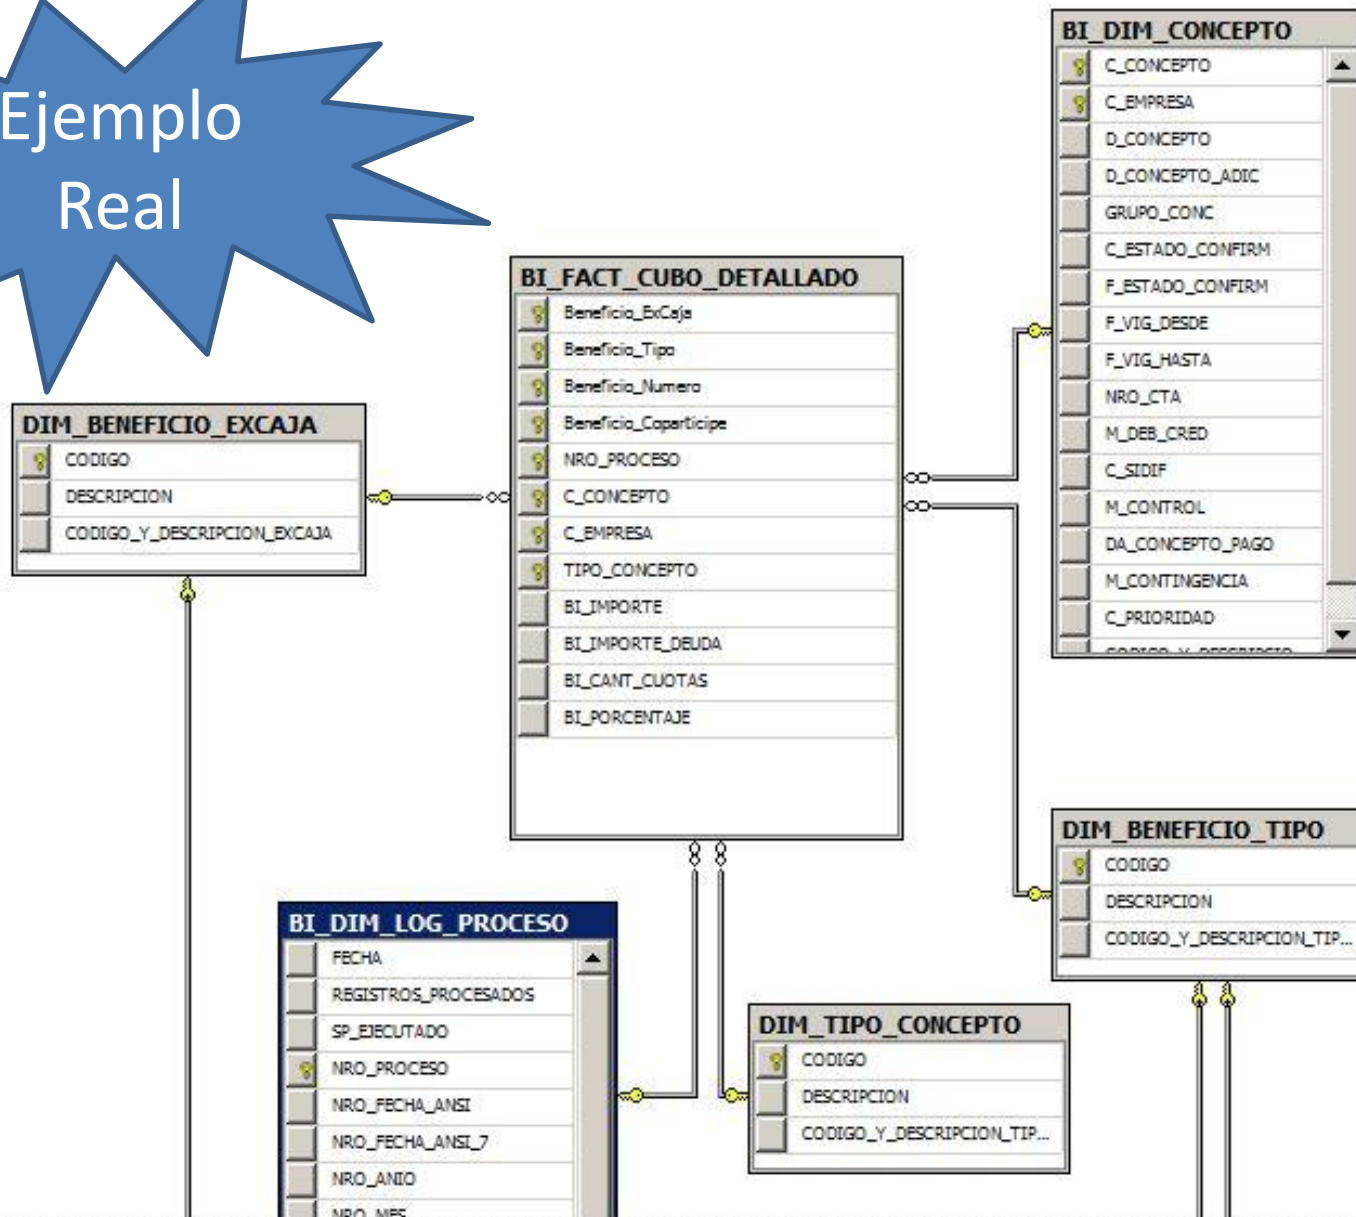 Ejemplo
Real
BI_DIM_CONCEPTO
C_CONCEPTO
C_EMPRESA
D_CONCEPTO
D_CONCEPTO_ADIC
GRUPO_CONC
C_ESTADO_CONFIRM
F_ESTADO_CONFIRM
F_VIG_DESDE
F_VIG_HASTA
NRO_CTA
M_DEB_CRED
C_SIDIF
M_CONTROL
DA_CONCEPTO_PAGO
M_CONTINGENCIA
C_PRIORIDAD
BI_FACT_CUBO_DETALLADO
Beneficio_ExCaja
Beneficio_Tipo
Beneficio_Numero
Beneficio_Coparticipe
NRO_PROCESO
C_CONCEPTO
C_EMPRESA
TIPO_CONCEPTO
BI_IMPORTE
BI_IMPORTE_DEUDA
BI_CANT_CUOTAS
BI_PORCENTAJE
DIM_BENEFICIO_EXCAJA
CODIGO
DESCRIPCION
CODIGO_Y_DESCRIPCION_EXCAJA
DIM_BENEFICIO_TIPO
CODIGO
DESCRIPCION
CODIGO_Y_DESCRIPCION_TIP...
BI_DIM_LOG_PROCESO
FECHA
REGISTROS_PROCESADOS
SP_EJECUTADO
NRO_PROCESO
NRO_FECHA_ANSI
NRO_FECHA_ANSI_7
NRO_ANIO
NRO_MES
DIM_TIPO_CONCEPTO
CODIGO
DESCRIPCION
CODIGO_Y_DESCRIPCION_TIP...